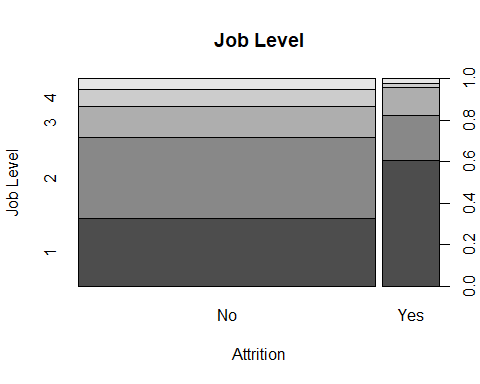 Job Level
Job Level
4
3
2
1
1.0
0.8
0.6
0.4
0.2
0.0
No
Yes
Attrition